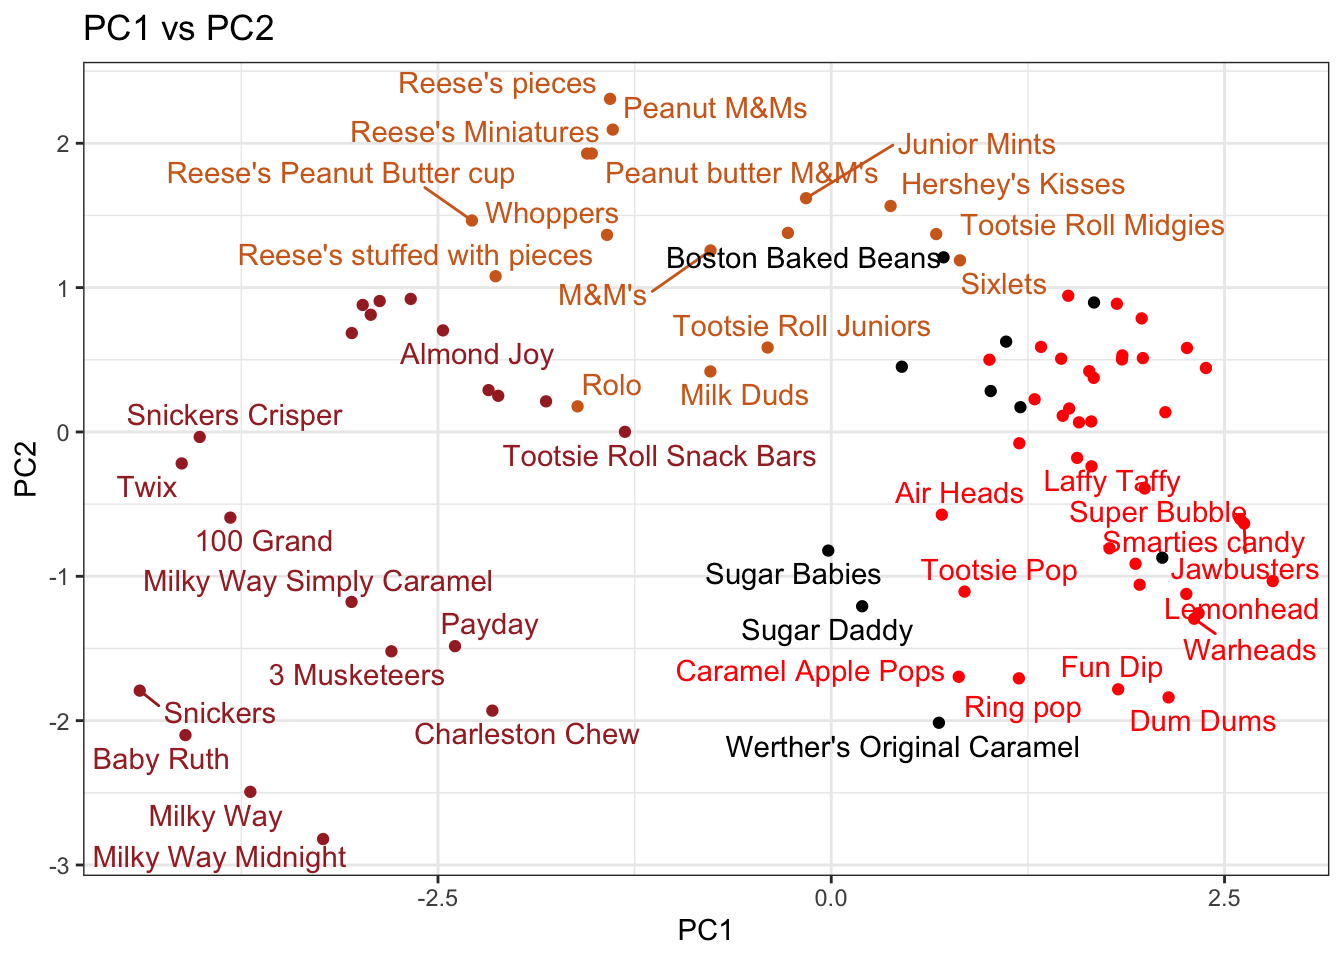 PC1 vs PC2
Reese's pieces
Peanut M&Ms
Reese's Miniatures
Junior Mints
Reese's Peanut Butter cup
Peanut butter M&M's
Hershey's Kisses
Whoppers
Tootsie Roll Midgies
Reese's stuffed with pieces
Boston Baked Beans
M&M's
Sixlets
Tootsie Roll Juniors
Almond Joy
Rolo
Milk Duds
Snickers Crisper
Tootsie Roll Snack Bars
Twix
Laffy Taffy
Air Heads
Super Bubble
100 Grand
Smarties candy
Milky Way Simply Caramel
Sugar Babies
Tootsie Pop
Jawbusters
Lemonhead
Payday
Sugar Daddy
Warheads
3 Musketeers
Caramel Apple Pops
Fun Dip
Snickers
Ring pop
Dum Dums
Charleston Chew
Werther's Original Caramel
Baby Ruth
Milky Way
Milky Way Midnight
2
1
0
-1
-2
-3
PC2
-2.5
0.0
2.5
PC1